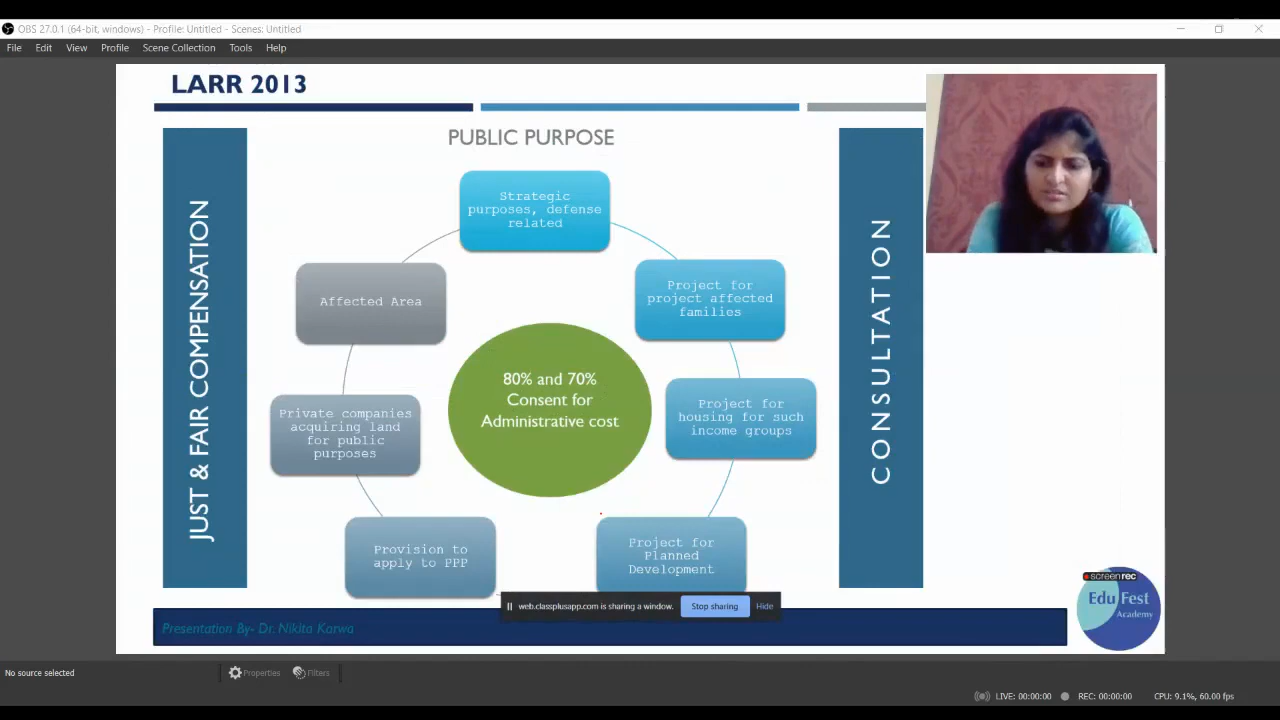 OBS 27.0.1 (64-bit, windows) - Profile: Untitled - Scenes: Untitled
File Edit View Profile Scene Collection Tools Help
LARR 2013
PUBLIC PURPOSE
JUST & FAIR COMPENSATION
Strategic
purposes, defense
related
Affected Area
Project for
project affected
families
80% and 70%
Consent for
Administrative cost
Private companies
acquiring land
for public
purposes
Project for
housing for such
income groups
Provision to
apply to PPP
Project for
Planned
Development
CONSULTATION
web.classplusapp.com is sharing a window. Stop sharing Hide
Presentation By- Dr. Nikita Karwa
screenrec
Edu Fest
Academy
No source selected Properties Filters
LIVE: 00:00:00 REC: 00:00:00 CPU: 9.1%, 60.00 fps